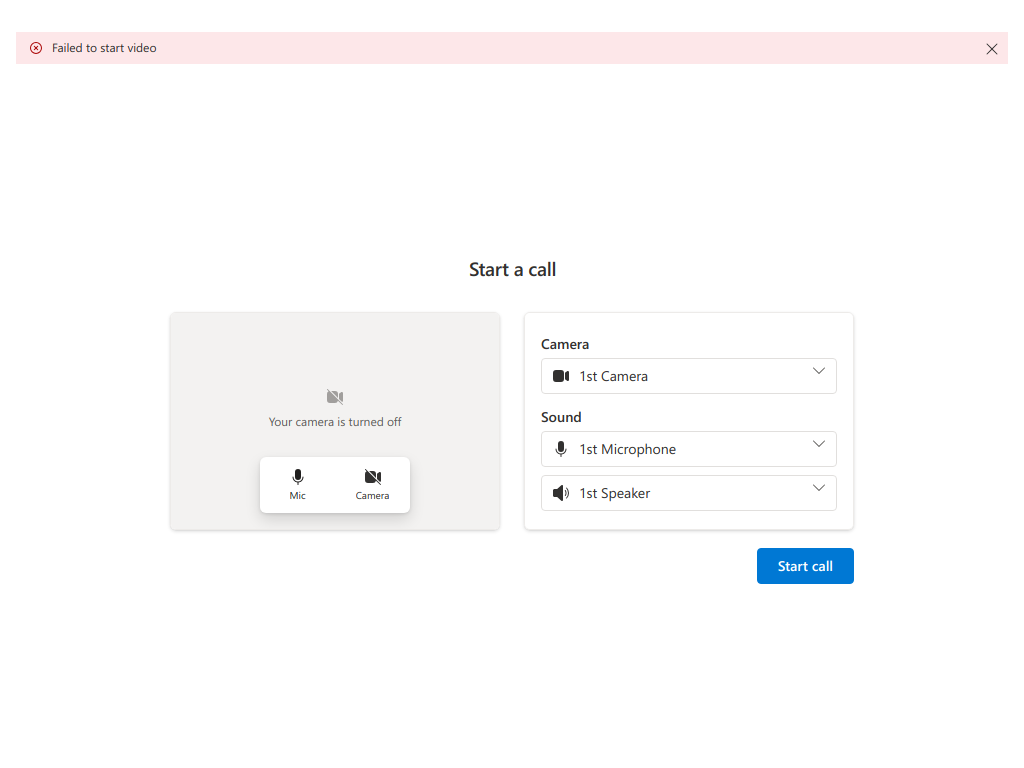 Failed to start video
Start a call
Your camera is turned off
Mic
Camera
Camera
1st Camera
Sound
1st Microphone
1st Speaker
Start call